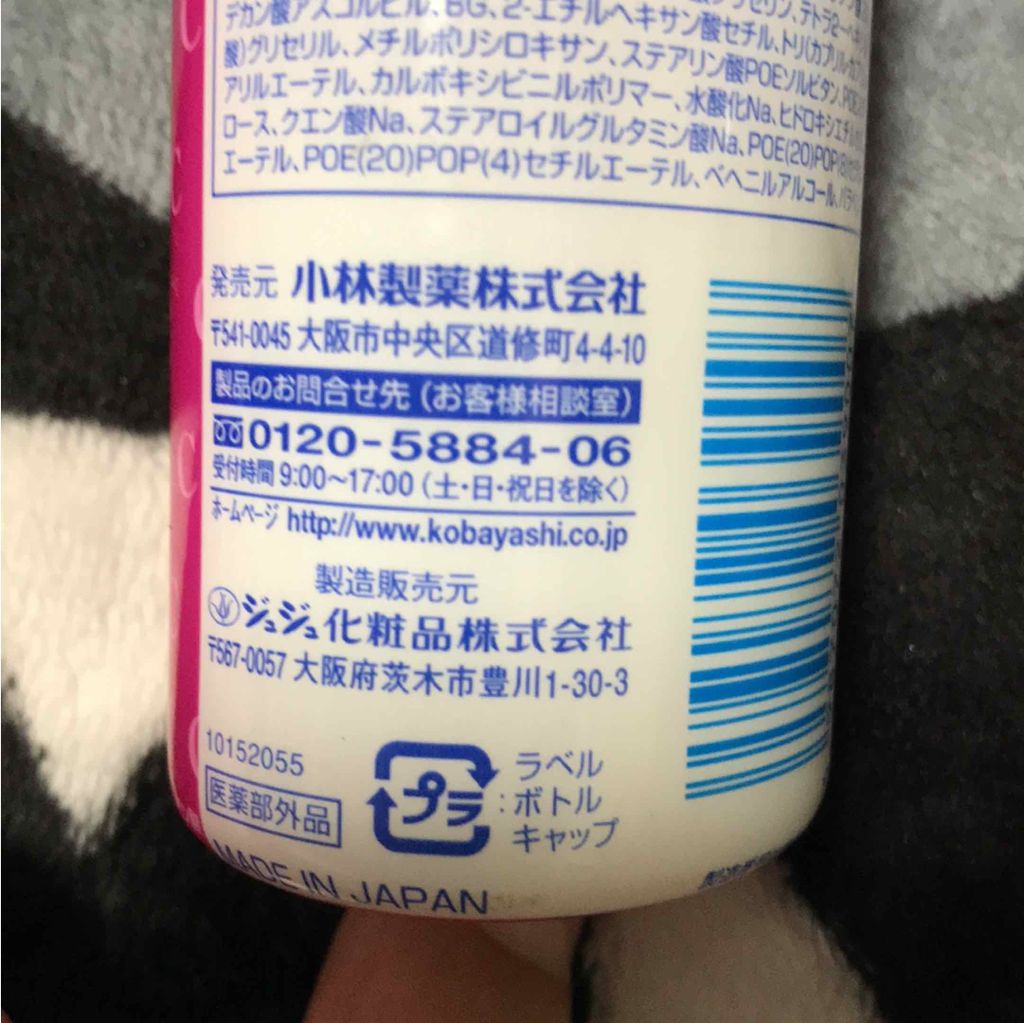 デカン酸アスコルビル、BG、2-エチルヘキサン酸セチル、トリ(カプリル・カプ
酸)グリセリル、メチルポリシロキサン、ステアリン酸POEソルビタン、POE
アリルエーテル、カルボキシビニルポリマー、水酸化Na、ヒドロキシエチル
ロース、クエン酸Na、ステアロイルグルタミン酸Na、POE(20)POP(8)
エーテル、POE(20)POP(4)セチルエーテル、ベヘニルアルコール、パラベ
発売元 小林製薬株式会社
〒541-0045 大阪市中央区道修町4-4-10
製品のお問合せ先（お客様相談室）
0120-5884-06
受付時間 9:00～17:00（土・日・祝日を除く）
ホームページ http://www.kobayashi.co.jp
製造販売元
ジュジュ化粧品株式会社
〒567-0057 大阪府茨木市豊川1-30-3
10152055
医薬部外品
プラ
ラベル
:ボトル
キャップ
MADE IN JAPAN